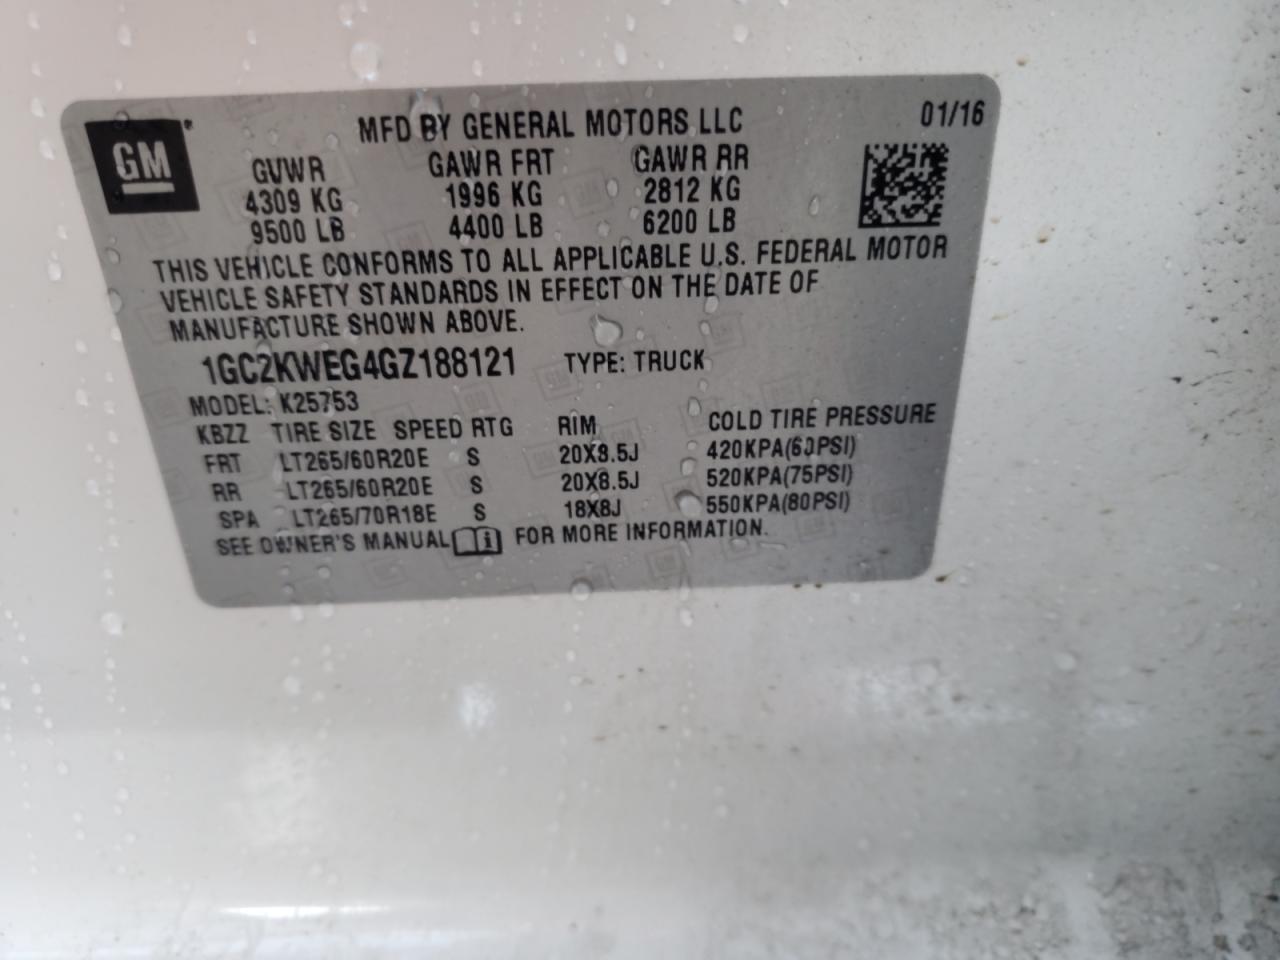 GM
MFD BY GENERAL MOTORS LLC 01/16
GVWR GAWR FRT GAWR RR
4309 KG 1996 KG 2812 KG
9500 LB 4400 LB 6200 LB
THIS VEHICLE CONFORMS TO ALL APPLICABLE U.S. FEDERAL MOTOR
VEHICLE SAFETY STANDARDS IN EFFECT ON THE DATE OF
MANUFACTURE SHOWN ABOVE.
1GC2KWEG4GZ188121 TYPE: TRUCK
MODEL: K25753
KBZZ TIRE SIZE SPEED RTG RIM COLD TIRE PRESSURE
FRT LT265/60R20E S 20X8.5J 420KPA(60PSI)
RR LT265/60R20E S 20X8.5J 520KPA(75PSI)
SPA LT265/70R18E S 18X8J 550KPA(80PSI)
SEE OWNER'S MANUAL i FOR MORE INFORMATION.